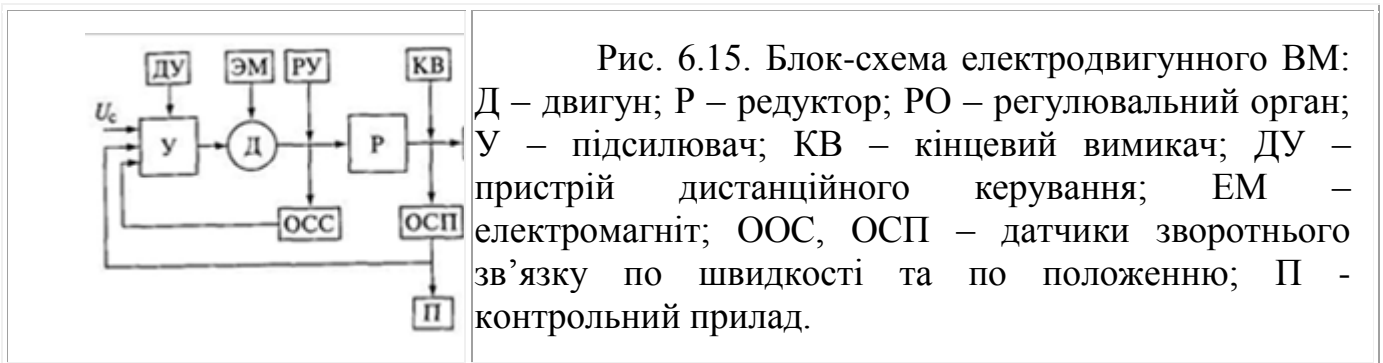 ДУ ЭМ РУ КВ
Uс
У Д Р
ОСС ОСП
П
Рис. 6.15. Блок-схема електродвигунного ВМ:
Д – двигун; Р – редуктор; РО – регулювальний орган;
У – підсилювач; КВ – кінцевий вимикач; ДУ –
пристрій дистанційного керування; ЕМ –
електромагніт; ООС, ОСП – датчики зворотнього
зв’язку по швидкості та по положенню; П -
контрольний прилад.